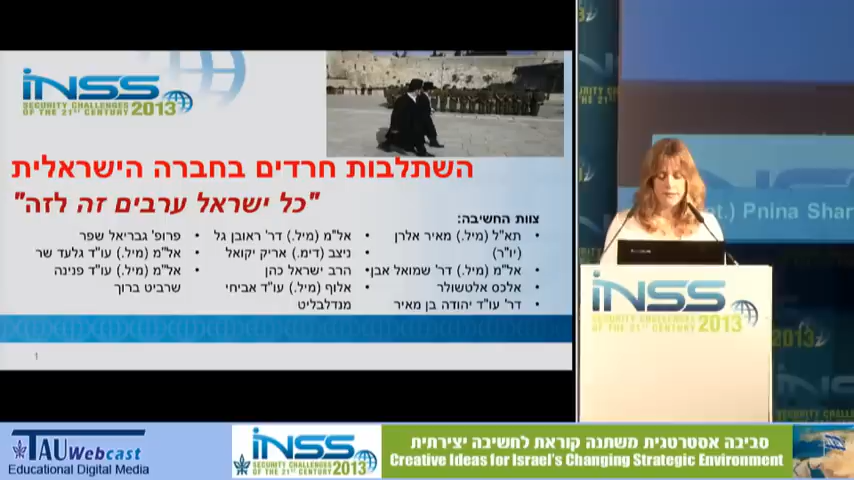 INSS
SECURITY CHALLENGES
OF THE 21ST CENTURY 2013
השתלבות חרדים בחברה הישראלית
"כל ישראל ערבים זה לזה"
צוות החשיבה:
• תא"ל (מיל.) מאיר אלרן
(יו"ר)
• אל"מ (מיל.) דר' שמואל אבן
• אלכס אלטשולר
• דר' עו"ד יהודה בן מאיר
• אל"מ (מיל.) דר' ראובן גל
• ניצב (דימ.) אריק יקואל
• הרב ישראל כהן
• אלוף (מיל.) עו"ד אביחי
מנדלבליט
• פרופ' גבריאל שפר
• אל"מ (מיל.) עו"ד גלעד שר
• אל"מ (מיל.) עו"ד פנינה
שרביט ברוך
1
t.) Pnina Shar
INSS
SECURITY CHALLENGES
OF THE 21ST CENTURY 2013
2013
TAU Webcast
Educational Digital Media
INSS
SECURITY CHALLENGES
OF THE 21ST CENTURY 2013
סביבה אסטרטגית משתנה קוראת לחשיבה יצירתית
Creative Ideas for Israel's Changing Strategic Environment